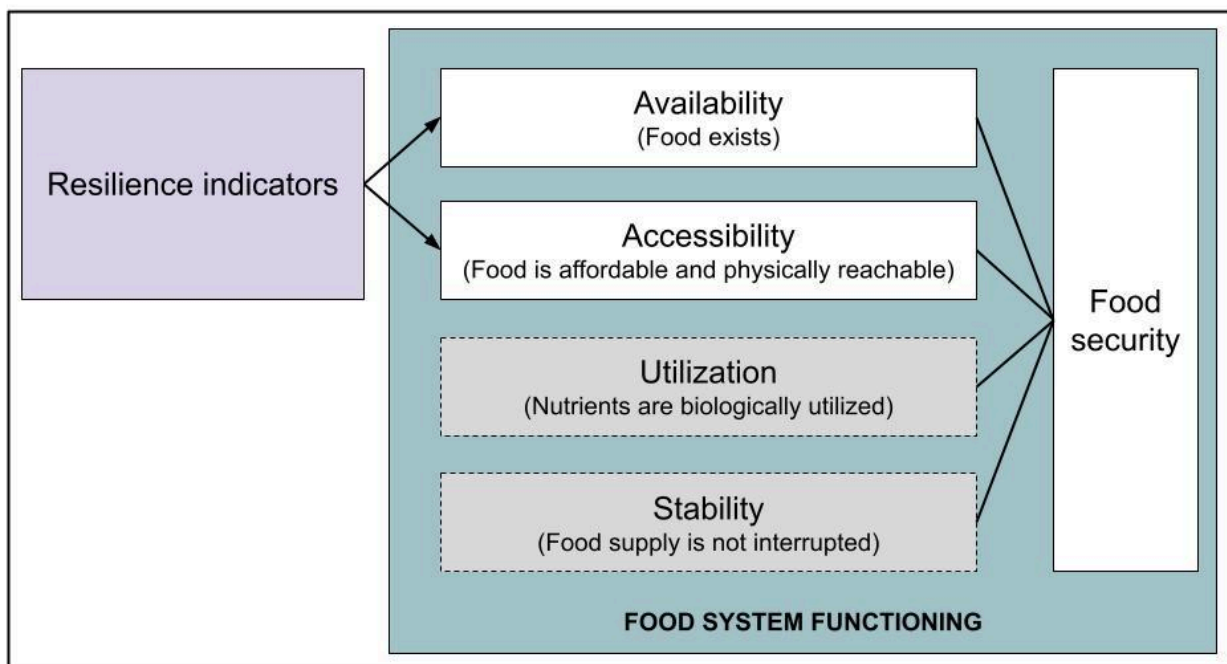 Resilience indicators
Availability
(Food exists)
Accessibility
(Food is affordable and physically reachable)
Utilization
(Nutrients are biologically utilized)
Stability
(Food supply is not interrupted)
Food
security
FOOD SYSTEM FUNCTIONING